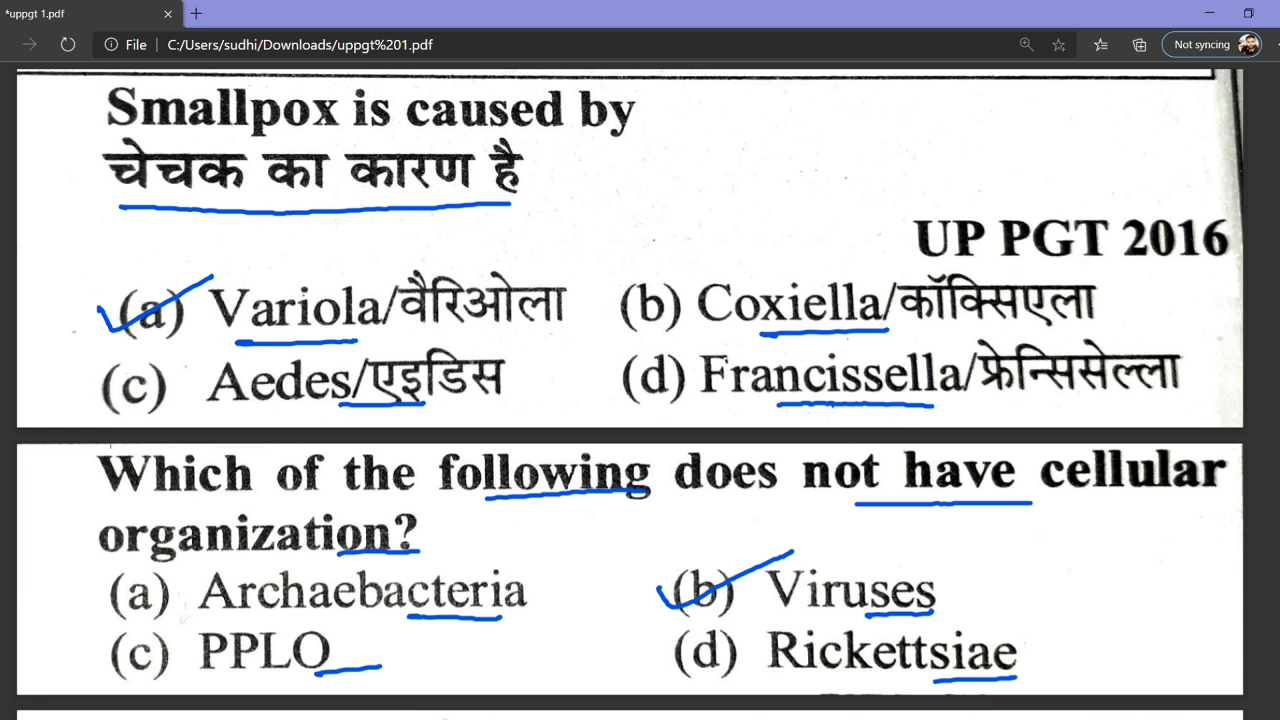 *uppgt 1.pdf
File | C:/Users/sudhi/Downloads/uppgt%201.pdf
Not syncing
Smallpox is caused by
चेचक का कारण है
UP PGT 2016
(a) Variola/वैरिओला (b) Coxiella/कॉक्सिएला
(c) Aedes/एइडिस (d) Francissella/फ्रेन्सिसेल्ला
Which of the following does not have cellular
organization?
(a) Archaebacteria (b) Viruses
(c) PPLO (d) Rickettsiae